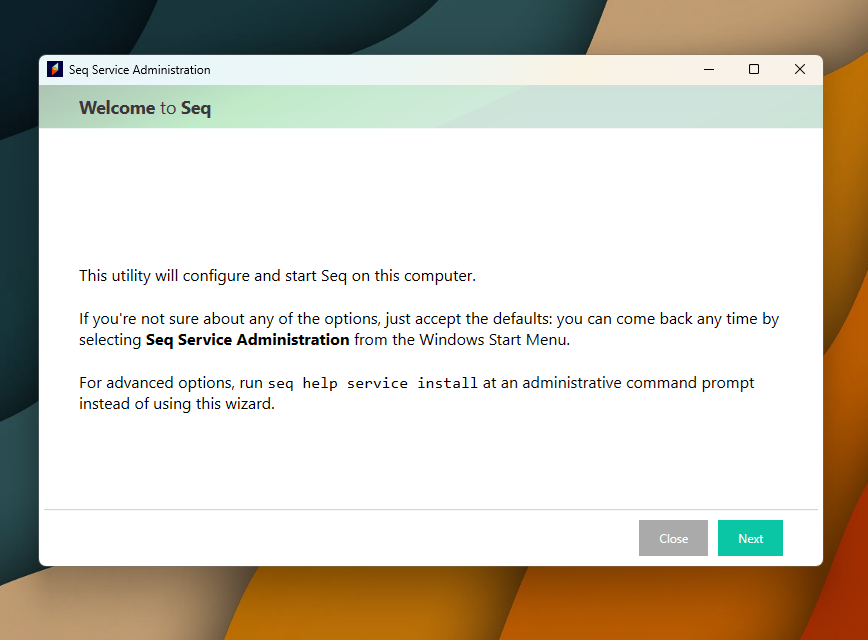 Seq Service Administration
Welcome to Seq
This utility will configure and start Seq on this computer.
If you're not sure about any of the options, just accept the defaults: you can come back any time by
selecting Seq Service Administration from the Windows Start Menu.
For advanced options, run seq help service install at an administrative command prompt
instead of using this wizard.
Close
Next